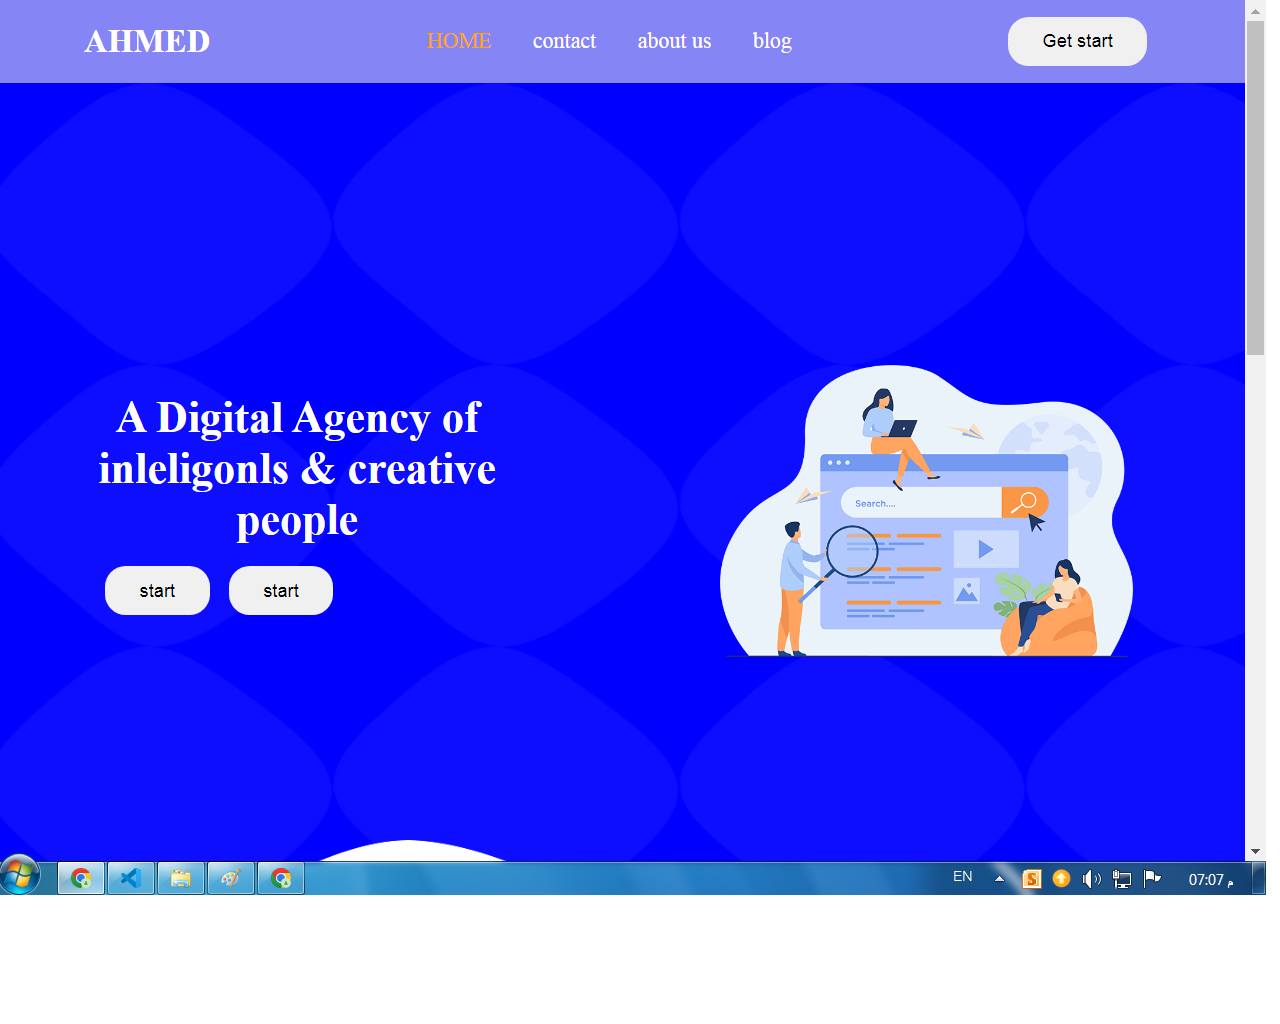 AHMED
HOME contact about us blog
Get start
A Digital Agency of
inleligonls & creative
people
start start
Search....
EN
07:07 م